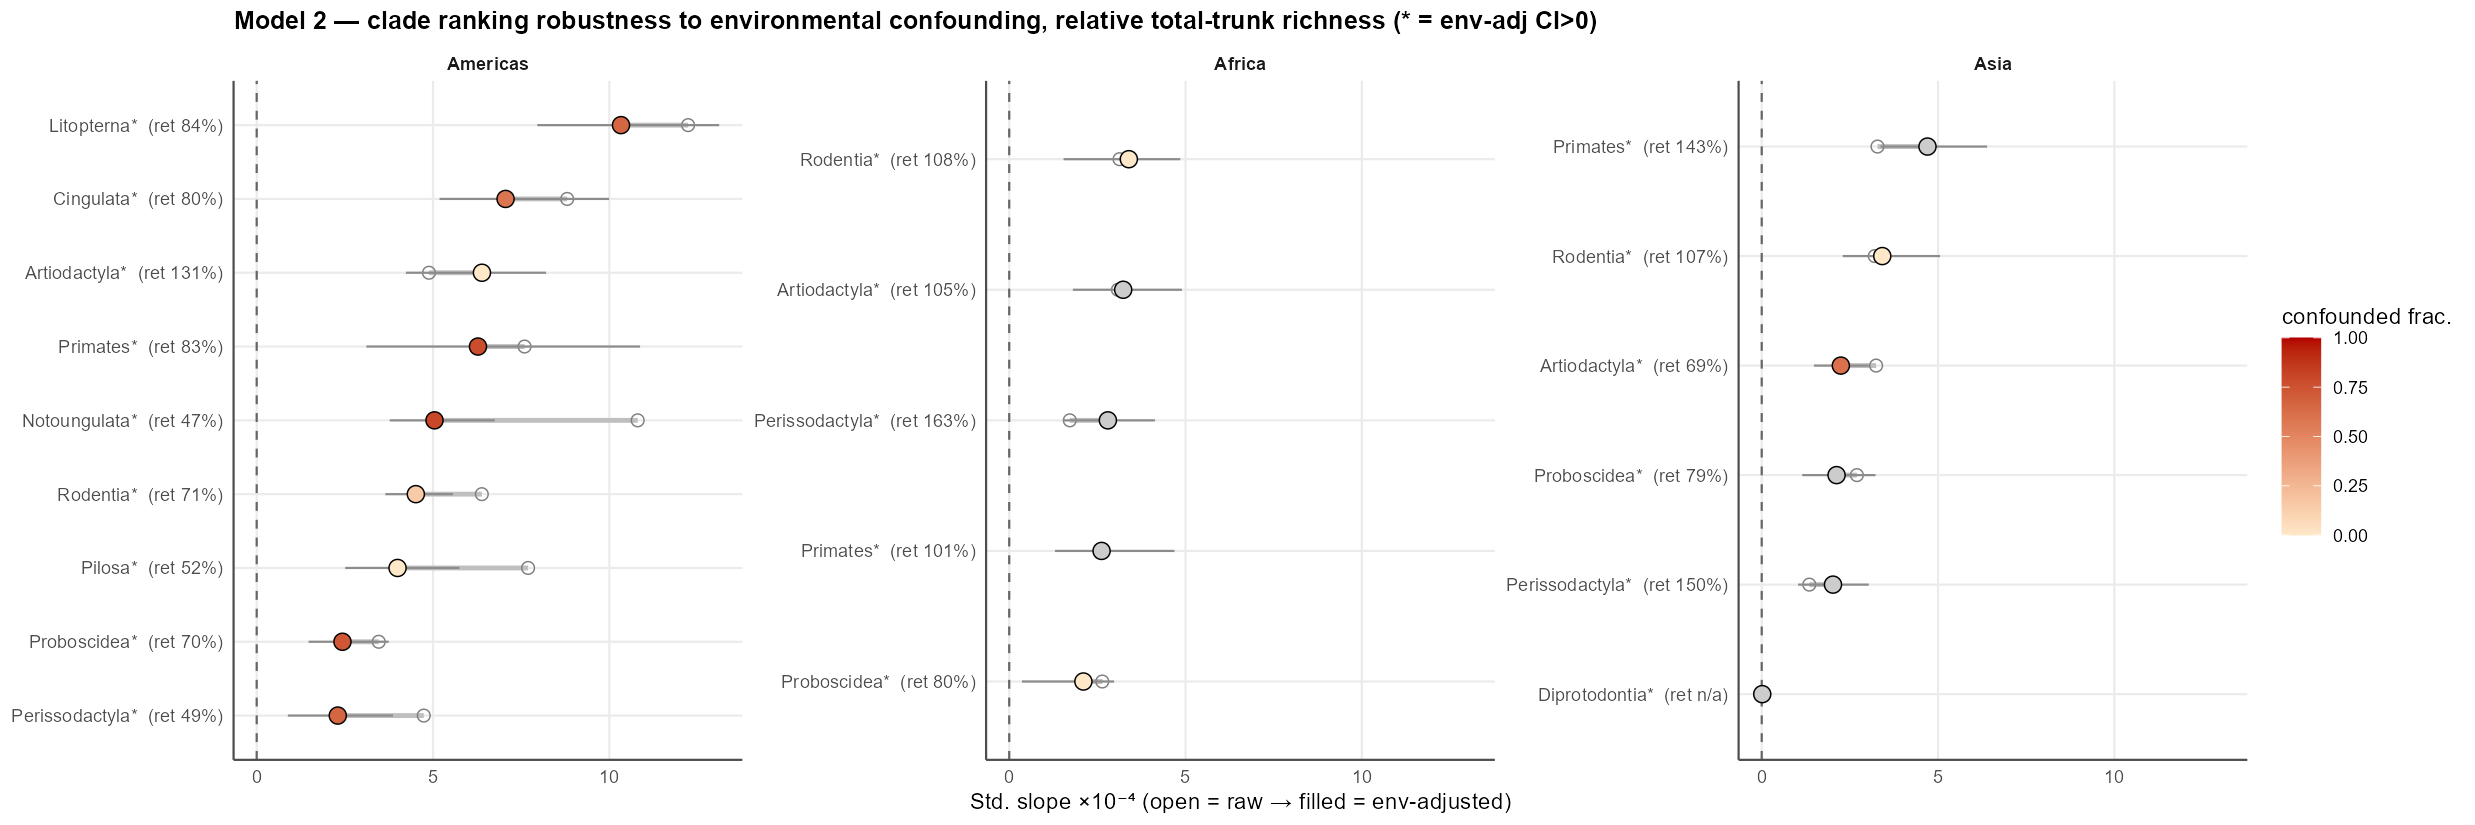 Model 2 — clade ranking robustness to environmental confounding, relative total-trunk richness (* = env-adj CI>0)
Americas
Litopterna* (ret 84%)
Cingulata* (ret 80%)
Artiodactyla* (ret 131%)
Primates* (ret 83%)
Notoungulata* (ret 47%)
Rodentia* (ret 71%)
Pilosa* (ret 52%)
Proboscidea* (ret 70%)
Perissodactyla* (ret 49%)
0 5 10
Africa
Rodentia* (ret 108%)
Artiodactyla* (ret 105%)
Perissodactyla* (ret 163%)
Primates* (ret 101%)
Proboscidea* (ret 80%)
0 5 10
Asia
Primates* (ret 143%)
Rodentia* (ret 107%)
Artiodactyla* (ret 69%)
Proboscidea* (ret 79%)
Perissodactyla* (ret 150%)
Diprotodontia* (ret n/a)
0 5 10
Std. slope ×10⁻⁴ (open = raw → filled = env-adjusted)
confounded frac.
1.00
0.75
0.50
0.25
0.00